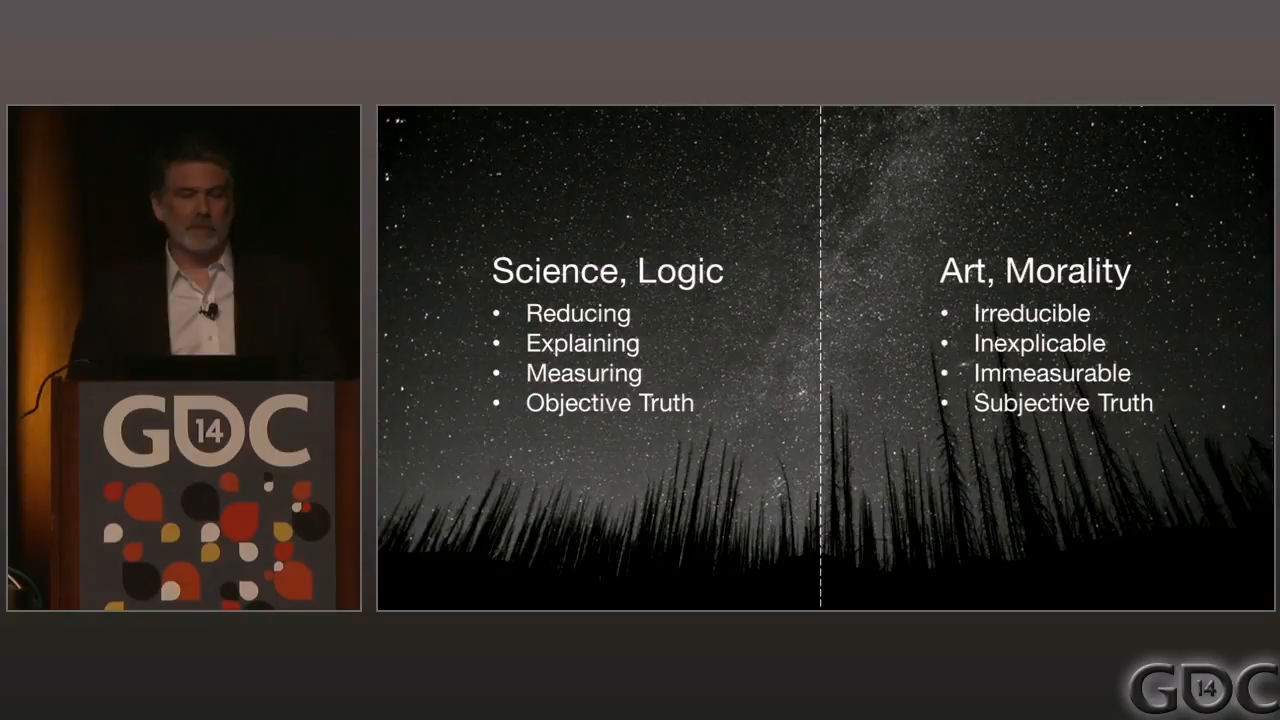 Science, Logic
• Reducing
• Explaining
• Measuring
• Objective Truth
Art, Morality
• Irreducible
• Inexplicable
• Immeasurable
• Subjective Truth
GDC
14
GDC
14